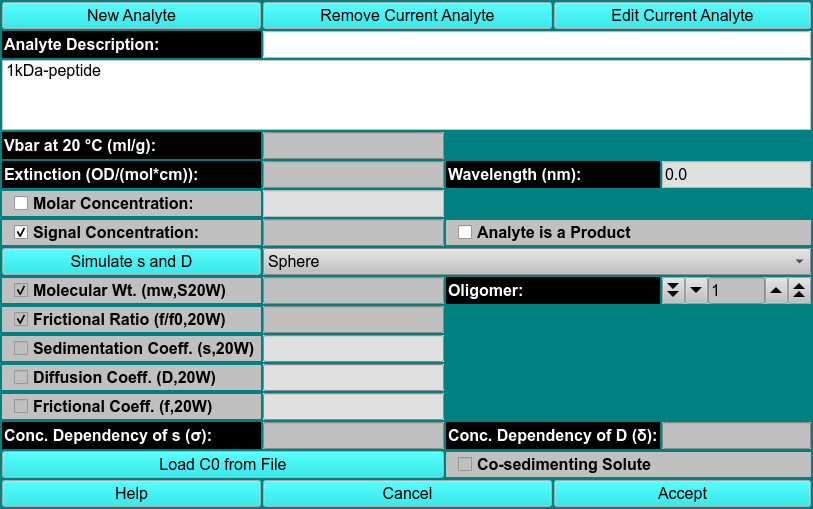 New Analyte Remove Current Analyte Edit Current Analyte
Analyte Description:
1kDa-peptide
Vbar at 20 °C (ml/g):
Extinction (OD/(mol*cm)): Wavelength (nm): 0.0
Molar Concentration:
Signal Concentration: Analyte is a Product
Simulate s and D Sphere
Molecular Wt. (mw,S20W) Oligomer: 1
Frictional Ratio (f/f0,20W)
Sedimentation Coeff. (s,20W)
Diffusion Coeff. (D,20W)
Frictional Coeff. (f,20W)
Conc. Dependency of s (σ): Conc. Dependency of D (δ):
Load C0 from File Co-sedimenting Solute
Help Cancel Accept